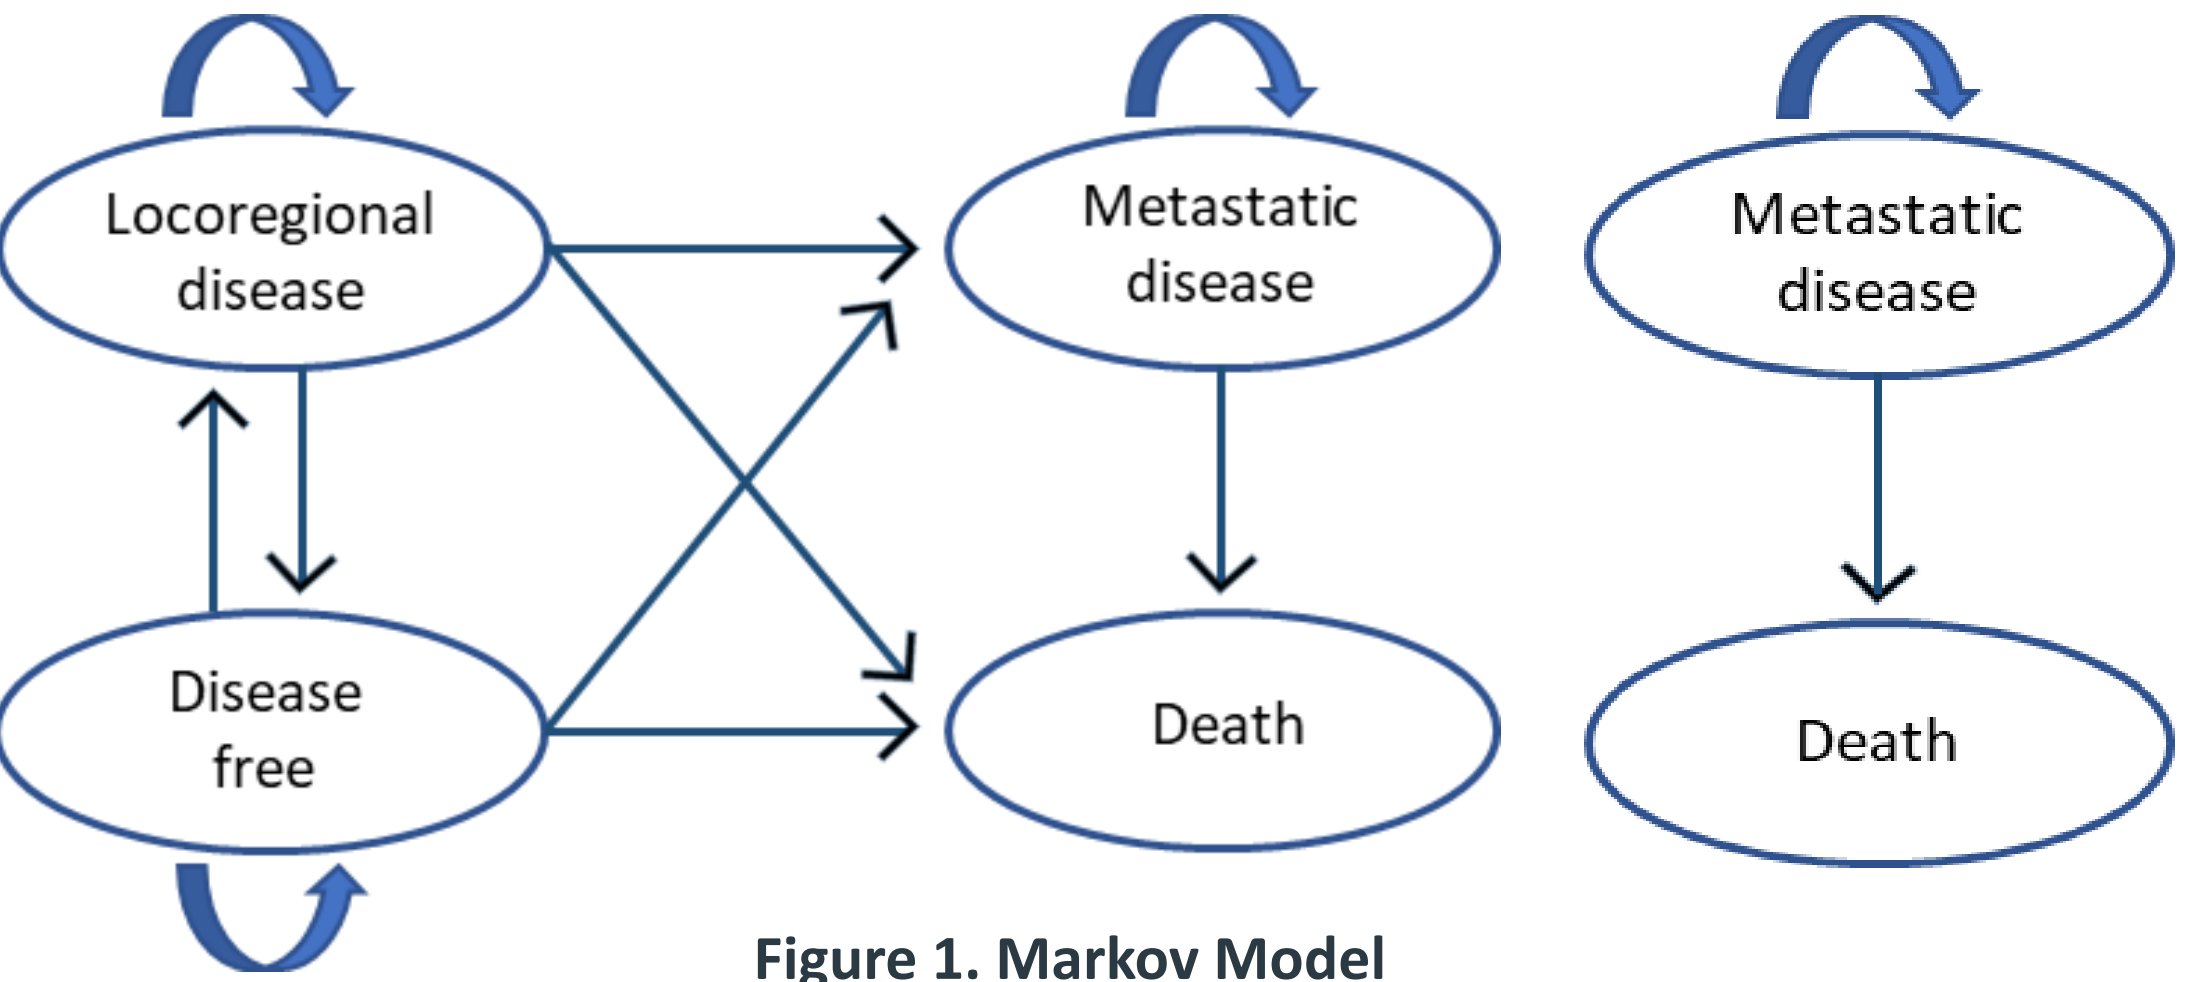 Locoregional
disease
Metastatic
disease
Metastatic
disease
Disease
free
Death
Death
Figure 1. Markov Model